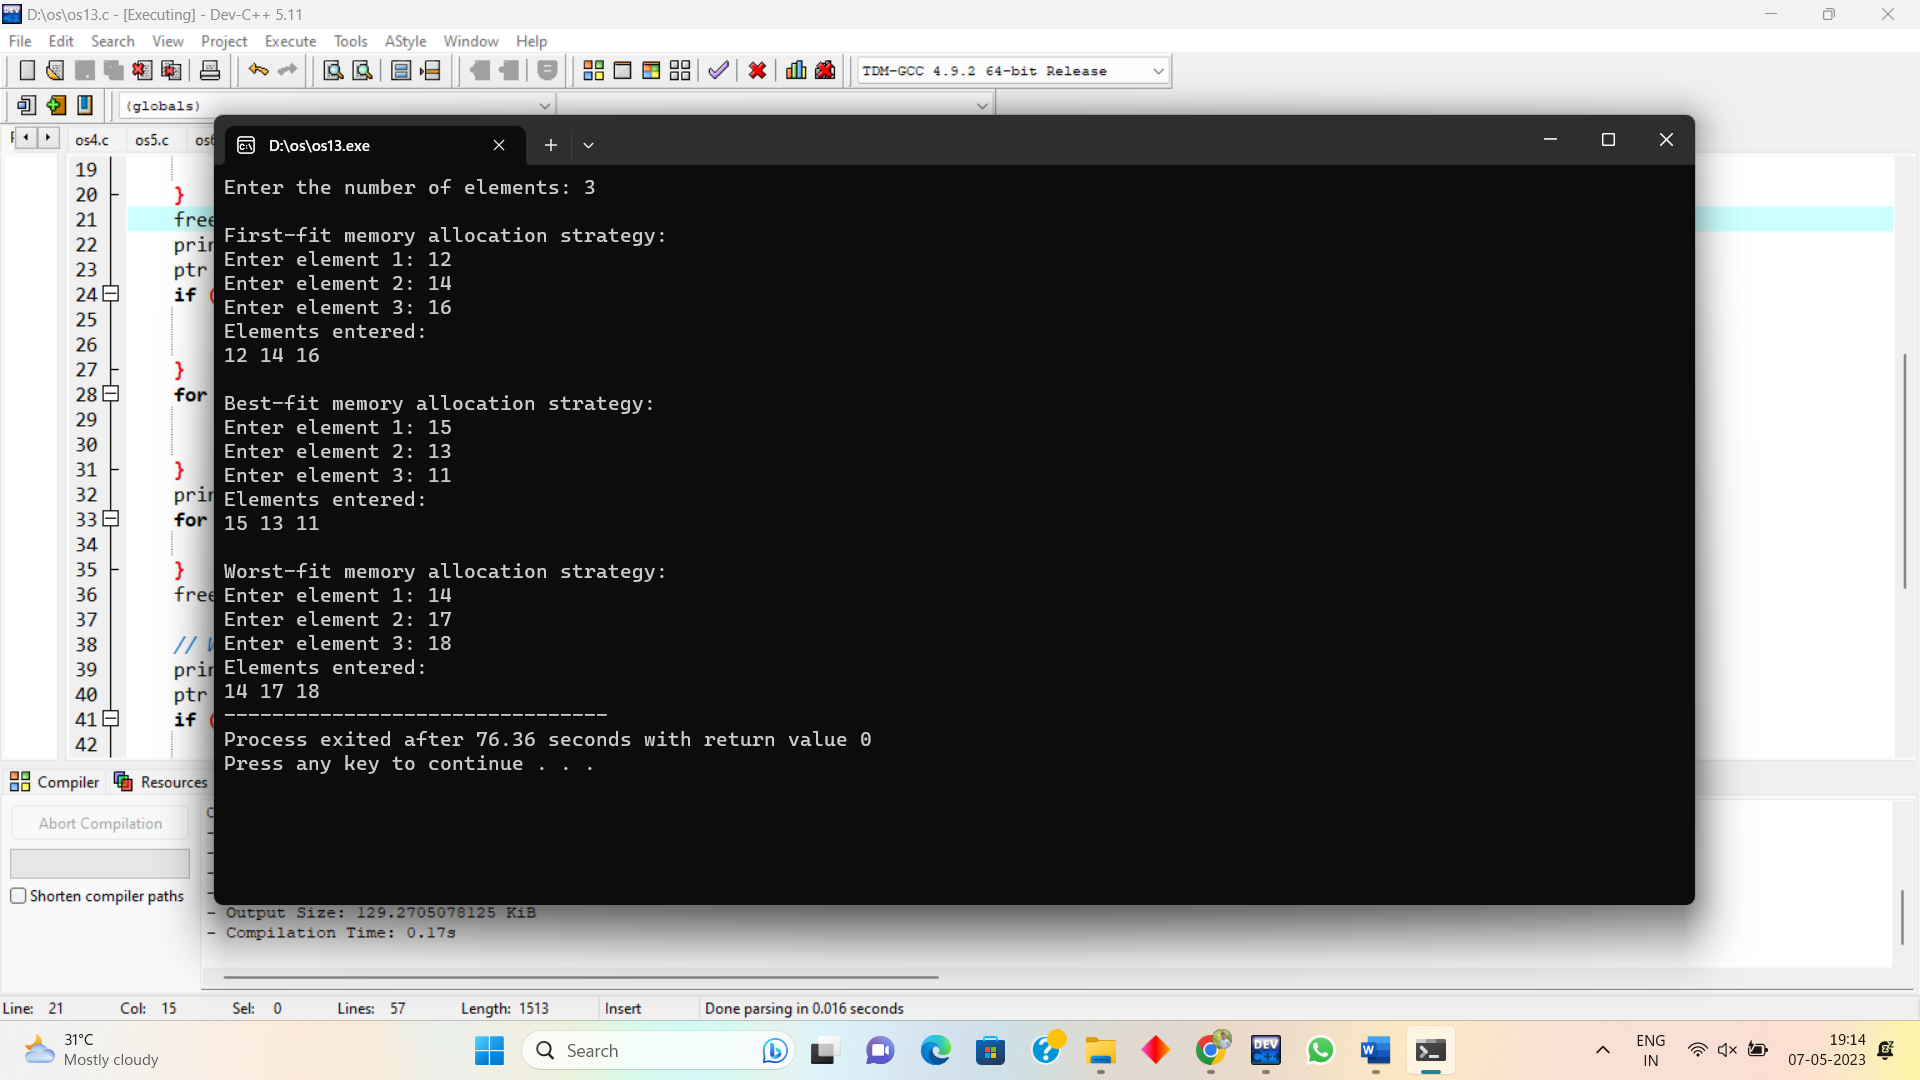 D:\os\os13.c - [Executing] - Dev-C++ 5.11
File Edit Search View Project Execute Tools AStyle Window Help
TDM-GCC 4.9.2 64-bit Release
(globals)
os4.c os5.c
D:\os\os13.exe
Enter the number of elements: 3
First-fit memory allocation strategy:
Enter element 1: 12
Enter element 2: 14
Enter element 3: 16
Elements entered:
12 14 16
Best-fit memory allocation strategy:
Enter element 1: 15
Enter element 2: 13
Enter element 3: 11
Elements entered:
15 13 11
Worst-fit memory allocation strategy:
Enter element 1: 14
Enter element 2: 17
Enter element 3: 18
Elements entered:
14 17 18
--------------------------------
Process exited after 76.36 seconds with return value 0
Press any key to continue . . .
19
20 }
21 free
22 prin
23 ptr
24 if (
25
26
27 }
28 for
29
30
31 }
32 prin
33 for
34
35 }
36 free
37
38 // W
39 prin
40 ptr
41 if (
42
Compiler Resources
Abort Compilation
Shorten compiler paths
- Output Size: 129.2705078125 KiB
- Compilation Time: 0.17s
Line: 21 Col: 15 Sel: 0 Lines: 57 Length: 1513 Insert Done parsing in 0.016 seconds
31°C
Mostly cloudy
Search
DEV
ENG
IN
19:14
07-05-2023